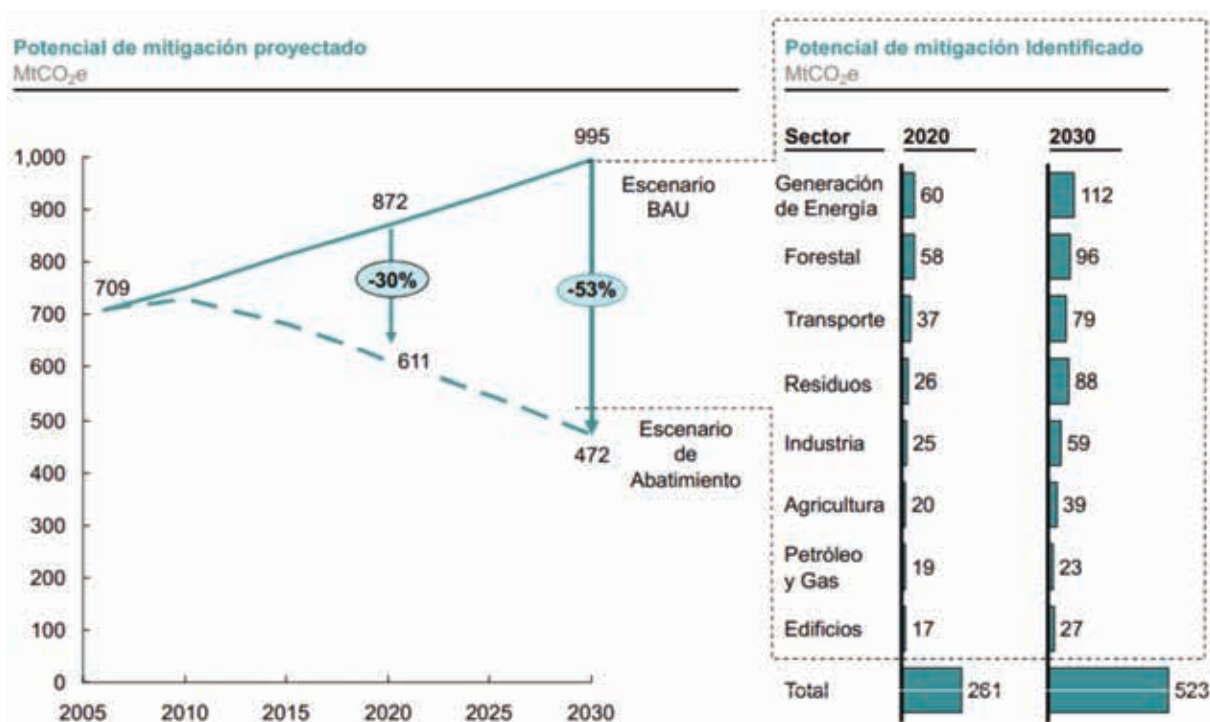 Potencial de mitigación proyectado
MtCO₂e
1,000
900
800
700
600
500
400
300
200
100
0
2005 2010 2015 2020 2025 2030
709
872
995
-30%
-53%
611
472
Escenario
BAU
Escenario
de
Abatimiento
Potencial de mitigación Identificado
MtCO₂e
Sector 2020 2030
Generación
de Energía 60 112
Forestal 58 96
Transporte 37 79
Residuos 26 88
Industria 25 59
Agricultura 20 39
Petróleo
y Gas 19 23
Edificios 17 27
Total 261 523